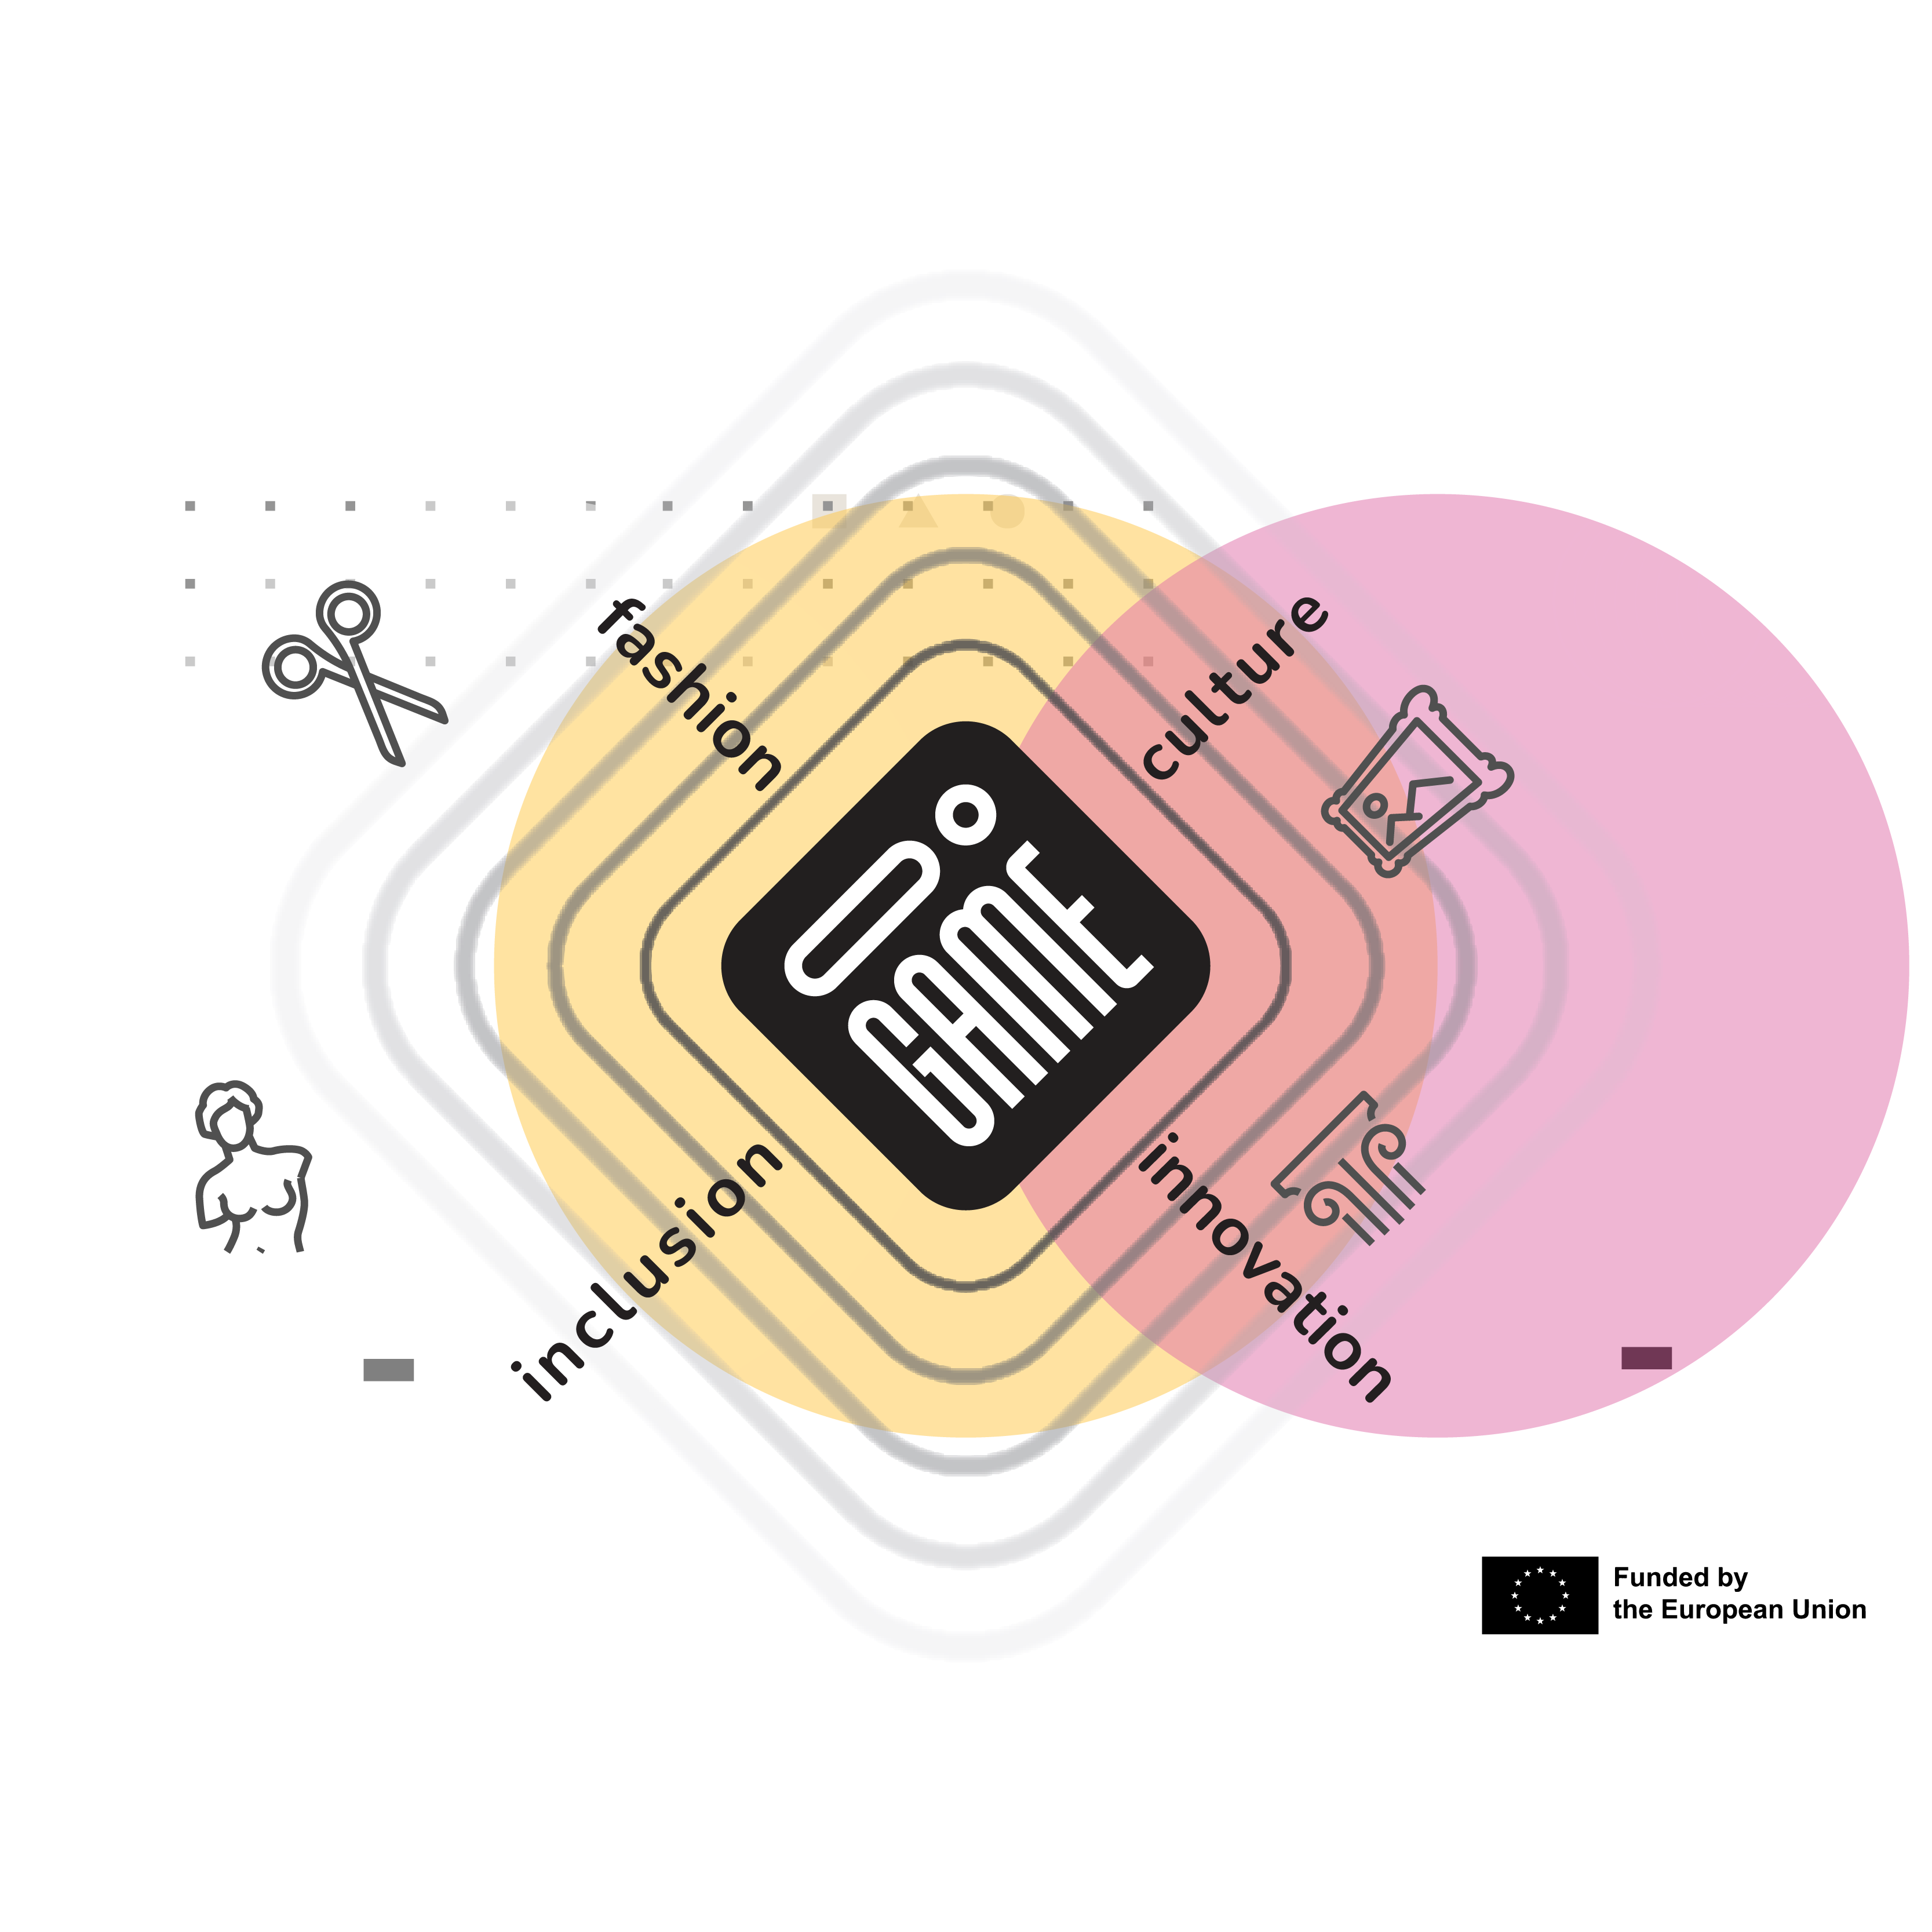 fashion
culture
GAME
inclusion
innovation
Funded by
the European Union